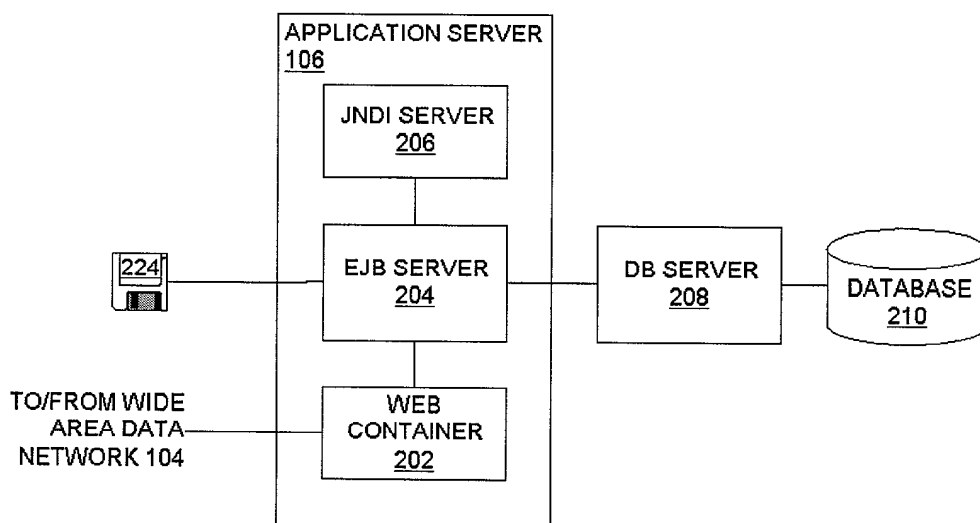 APPLICATION SERVER
106
JNDI SERVER
206
224
EJB SERVER
204
DB SERVER
208
DATABASE
210
TO/FROM WIDE
AREA DATA
NETWORK 104
WEB
CONTAINER
202